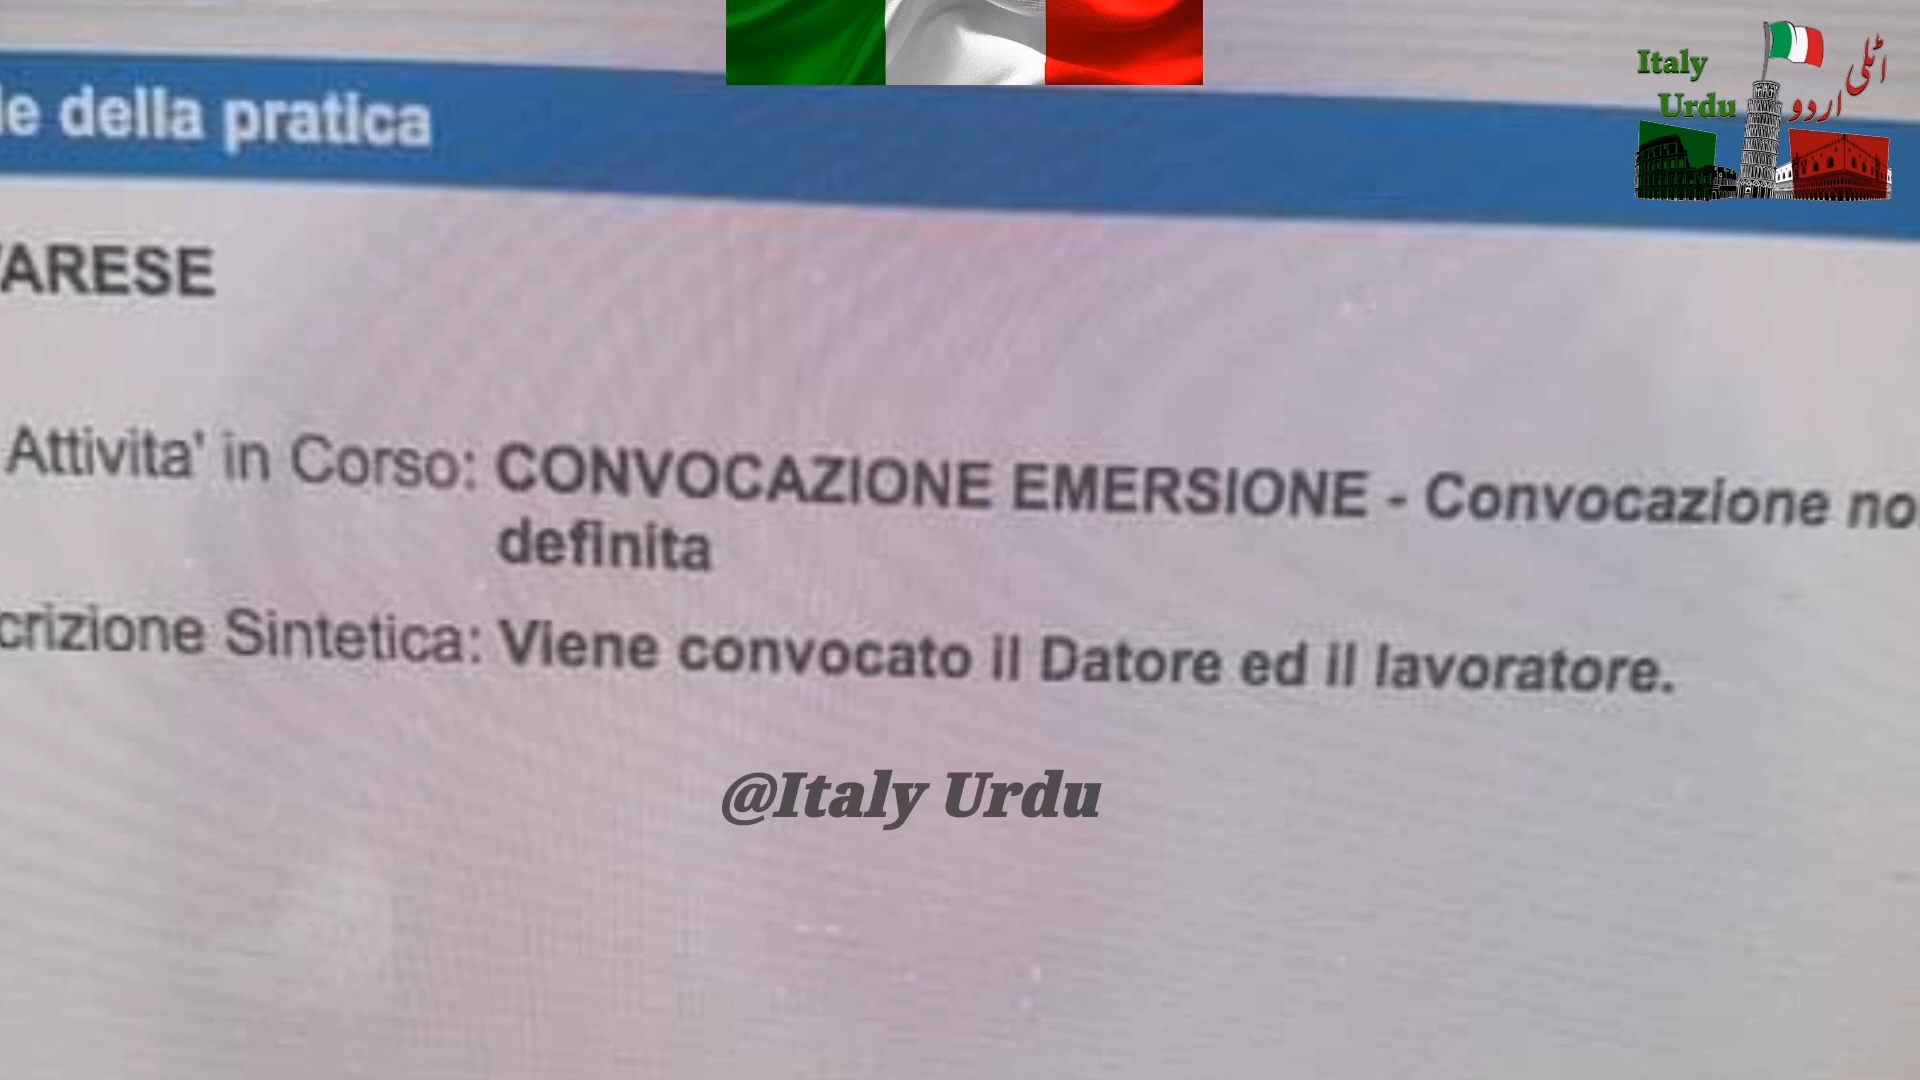 Italy
Urdu
اٹلی
اردو
della pratica
ARESE
Attivita' in Corso: CONVOCAZIONE EMERSIONE - Convocazione no
definita
crizione Sintetica: Viene convocato il Datore ed il lavoratore.
@Italy Urdu